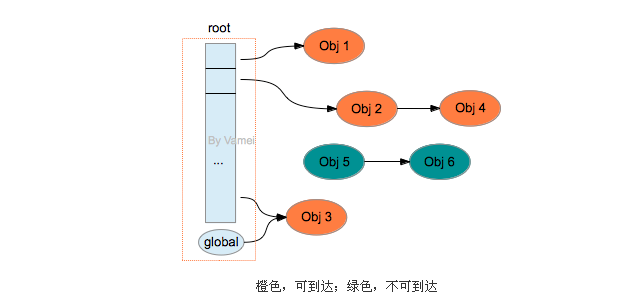 root
Obj 1
Obj 2
Obj 4
By Vamei
Obj 5
Obj 6
...
Obj 3
global
橙色，可到达；绿色，不可到达